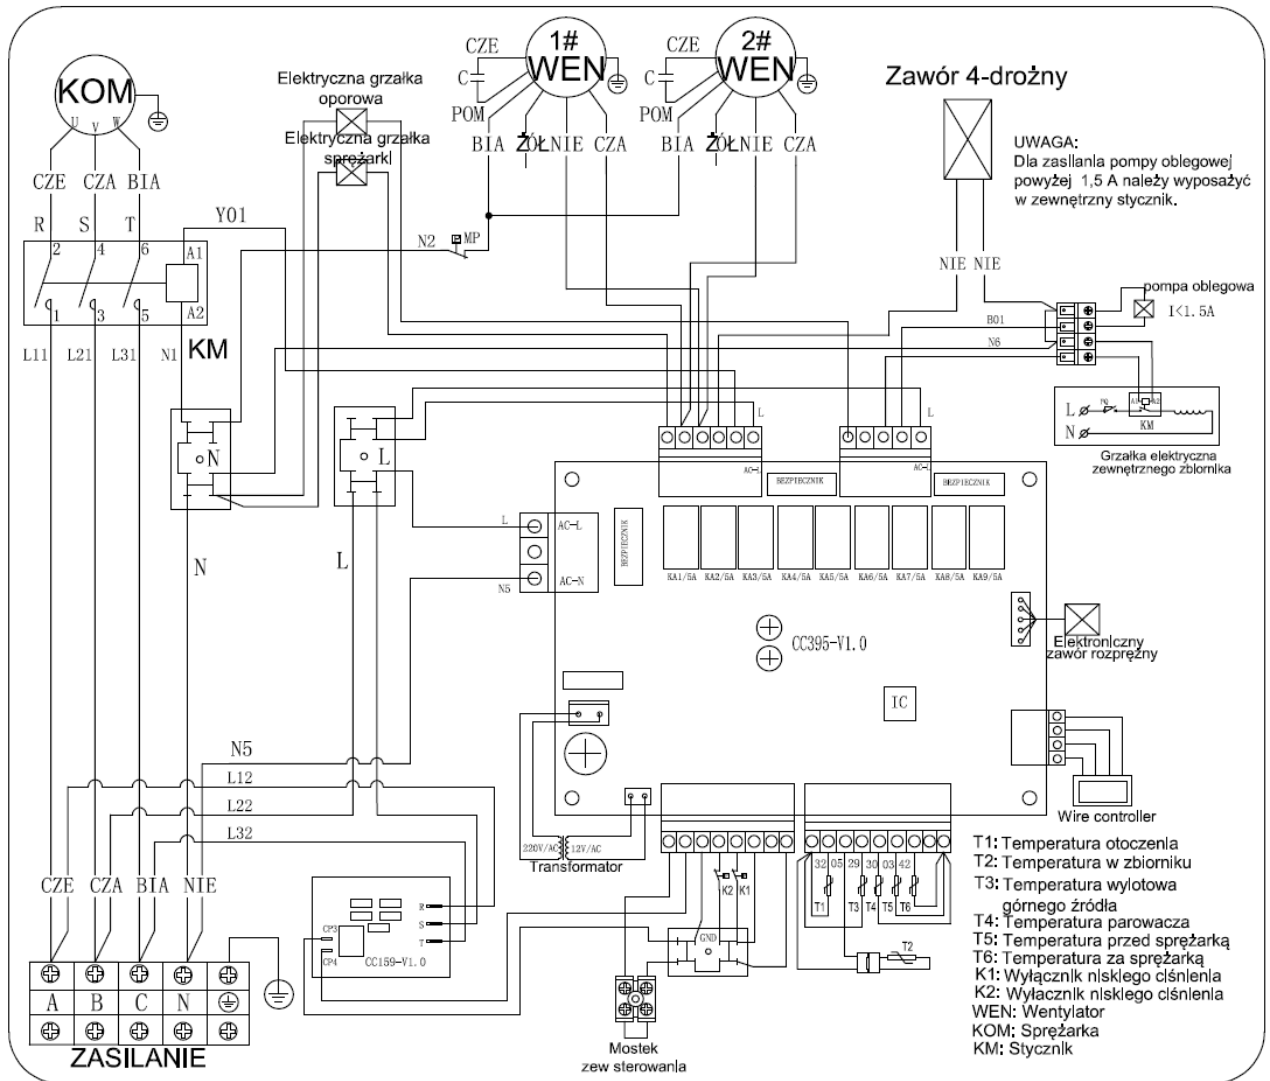 KOM
U V W
CZE CZA BIA
R S T
2 4 6
A1
A2
1 3 5
L11 L21 L31 N1 KM
Y01
Elektryczna grzałka
oporowa
Elektryczna grzałka
sprężarki
CZE
C
POM
1#
WEN
BIA ŻÓŁ NIE CZA
CZE
C
POM
2#
WEN
BIA ŻÓŁ NIE CZA
N2 MP
Zawór 4-drożny
UWAGA:
Dla zasilania pompy obiegowej
powyżej 1,5 A należy wyposażyć
w zewnętrzny stycznik.
NIE NIE
pompa obiegowa
I<1.5A
B01
N6
L
N
A1 A2
KM
Grzałka elektryczna
zewnętrznego zbiornika
N
L
L
L
AC-L
BEZPIECZNIK
AC-L
BEZPIECZNIK
L
AC-L
N5
AC-N
BEZPIECZNIK
KA1/5A KA2/5A KA3/5A KA4/5A KA5/5A KA6/5A KA7/5A KA8/5A KA9/5A
N
L
CC395-V1.0
IC
Elektroniczny
zawór rozprężny
Wire controller
N5
L12
L22
L32
220V/AC 12V/AC
Transformator
CZE CZA BIA NIE
R
S
T
CP3
CP4
CC159-V1.0
K2 K1
GND
32 05 29 30 03 42
T1 T3 T4 T5 T6
T2
A B C N
ZASILANIE
Mostek
zew sterowania
T1: Temperatura otoczenia
T2: Temperatura w zbiorniku
T3: Temperatura wylotowa
górnego źródła
T4: Temperatura parowacza
T5: Temperatura przed sprężarką
T6: Temperatura za sprężarką
K1: Wyłącznik niskiego ciśnienia
K2: Wyłacznik niskiego ciśnienia
WEN: Wentylator
KOM: Sprężarka
KM: Stycznik